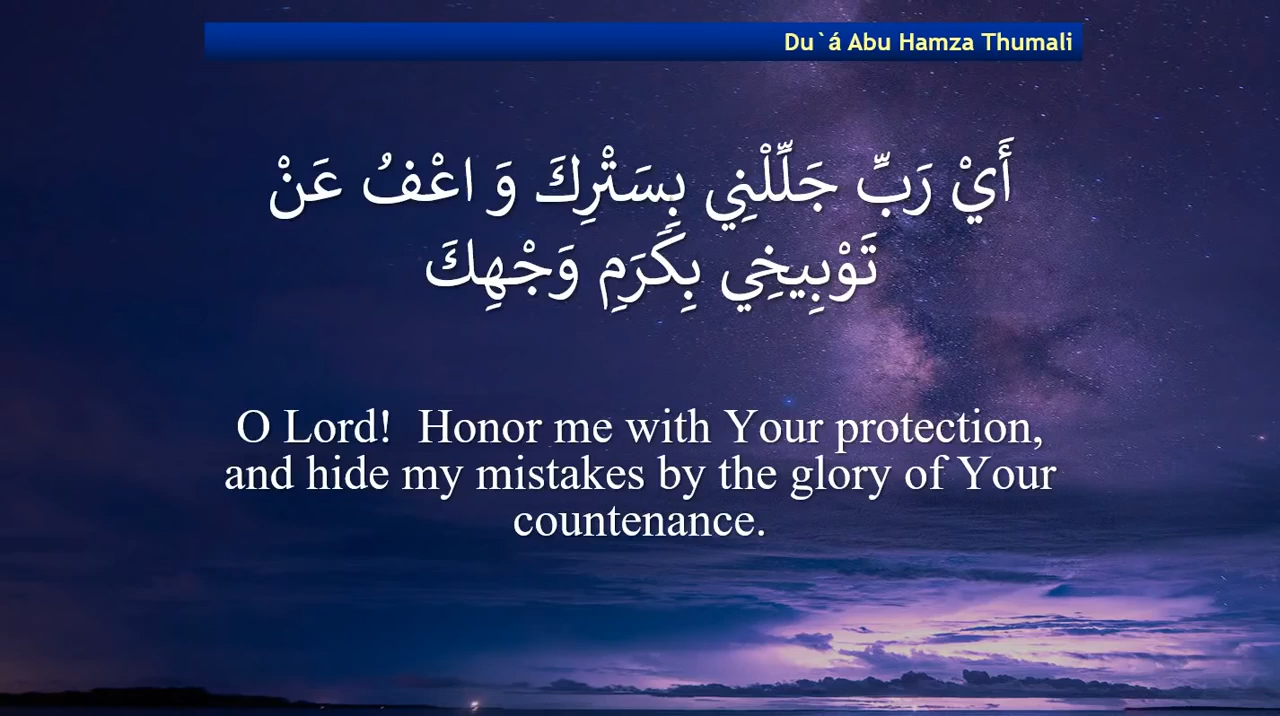 Du`á Abu Hamza Thumali
أَيْ رَبِّ جَلِّلْنِي بِسَتْرِكَ وَ اعْفُ عَنْ
تَوْبِيخِي بِكَرَمِ وَجْهِكَ
O Lord!  Honor me with Your protection,
and hide my mistakes by the glory of Your
countenance.